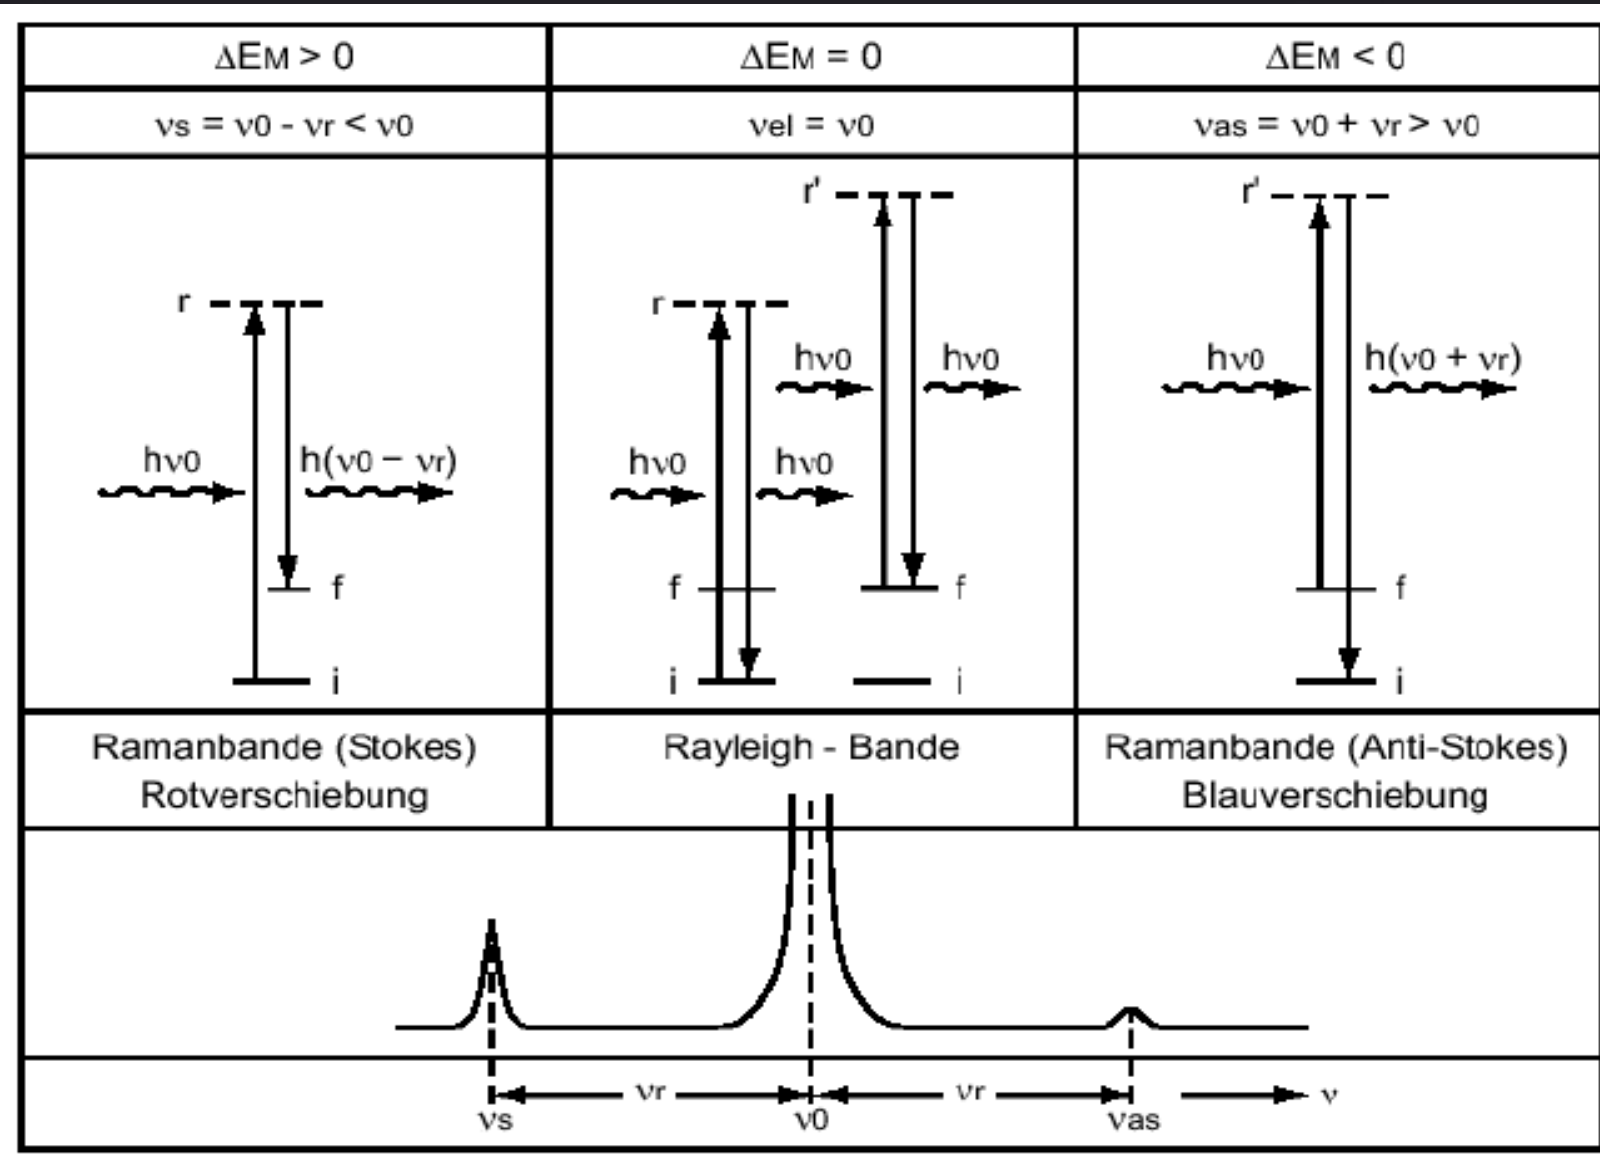 ΔEM > 0
ΔEM = 0
ΔEM < 0
νs = ν0 - νr < ν0
νel = ν0
νas = ν0 + νr > ν0
r
hν0
h(ν0 − νr)
f
i
r'
r
hν0
hν0
hν0
hν0
f
f
i
i
r'
hν0
h(ν0 + νr)
f
i
Ramanbande (Stokes)
Rotverschiebung
Rayleigh - Bande
Ramanbande (Anti-Stokes)
Blauverschiebung
νr
νr
ν
νs
ν0
νas